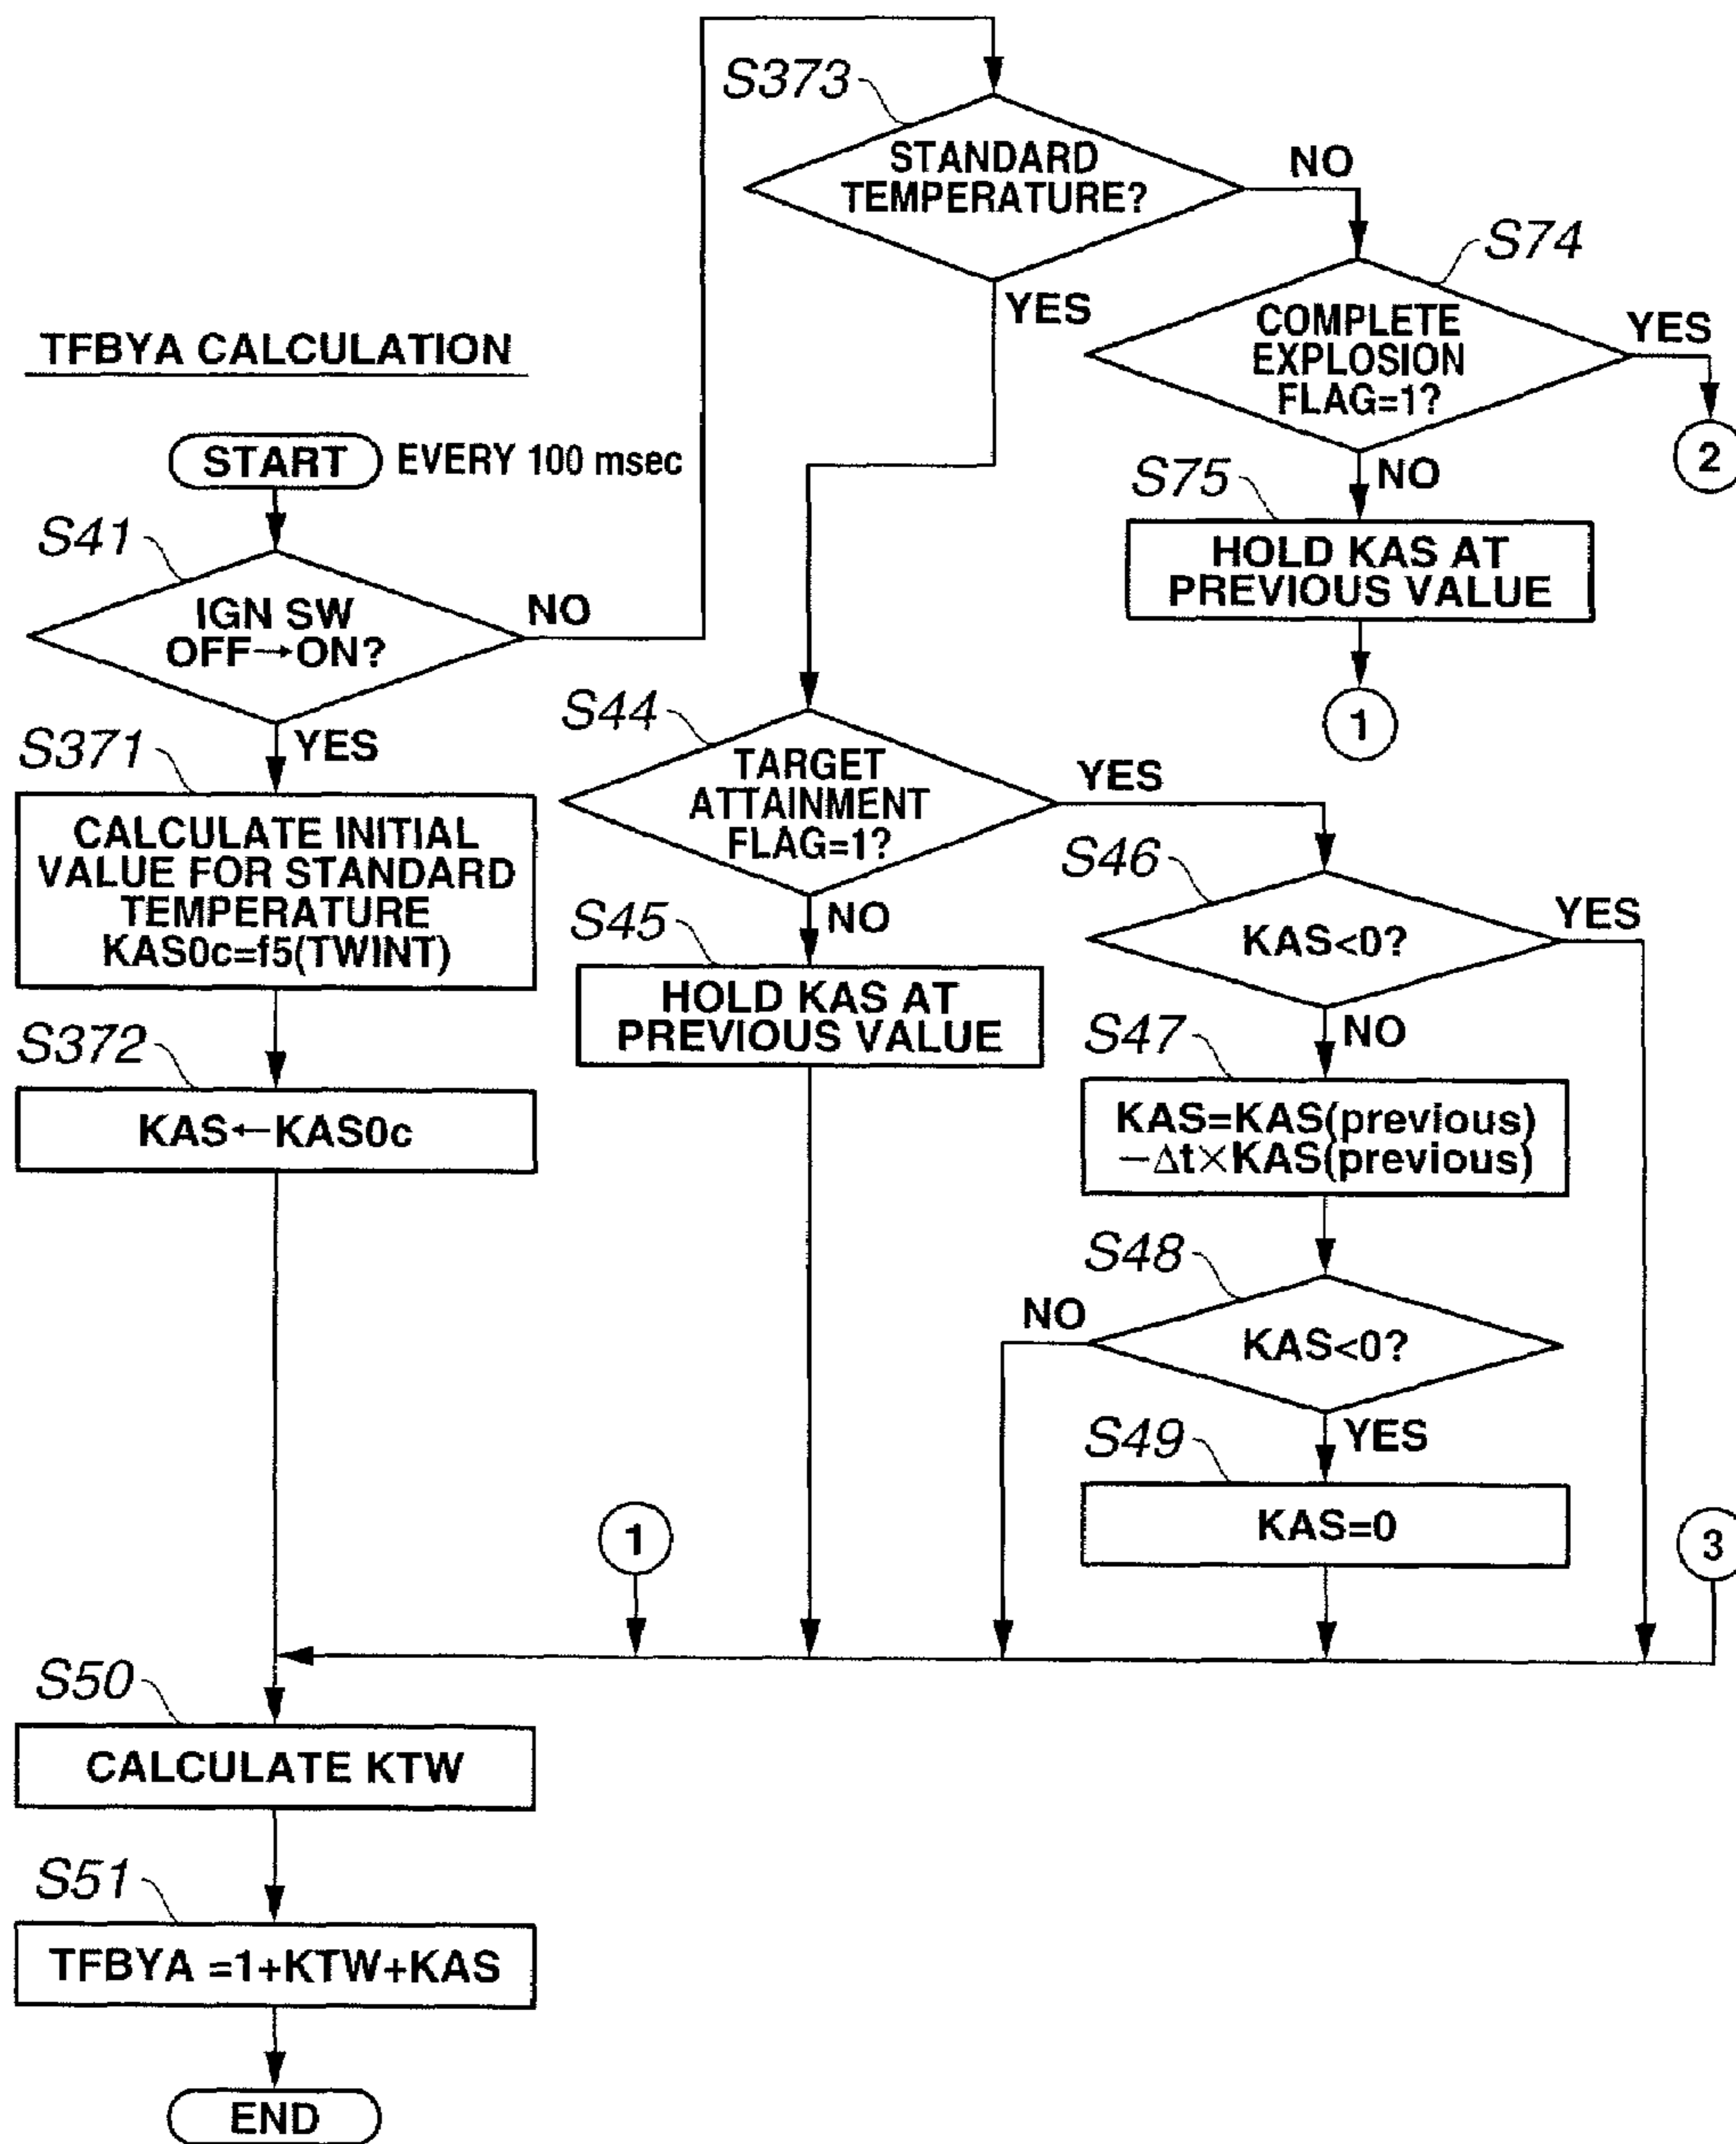 TFBYA CALCULATION
START
EVERY 100 msec
S41
IGN SW
OFF→ON?
NO
YES
S371
CALCULATE INITIAL
VALUE FOR STANDARD
TEMPERATURE
KAS0c=f5(TWINT)
S372
KAS←KAS0c
S373
STANDARD
TEMPERATURE?
NO
YES
S74
COMPLETE
EXPLOSION
FLAG=1?
YES
2
NO
S75
HOLD KAS AT
PREVIOUS VALUE
1
S44
TARGET
ATTAINMENT
FLAG=1?
YES
NO
S45
HOLD KAS AT
PREVIOUS VALUE
S46
KAS<0?
YES
NO
S47
KAS=KAS(previous)
−Δt×KAS(previous)
S48
NO
KAS<0?
YES
S49
KAS=0
1
3
S50
CALCULATE KTW
S51
TFBYA =1+KTW+KAS
END